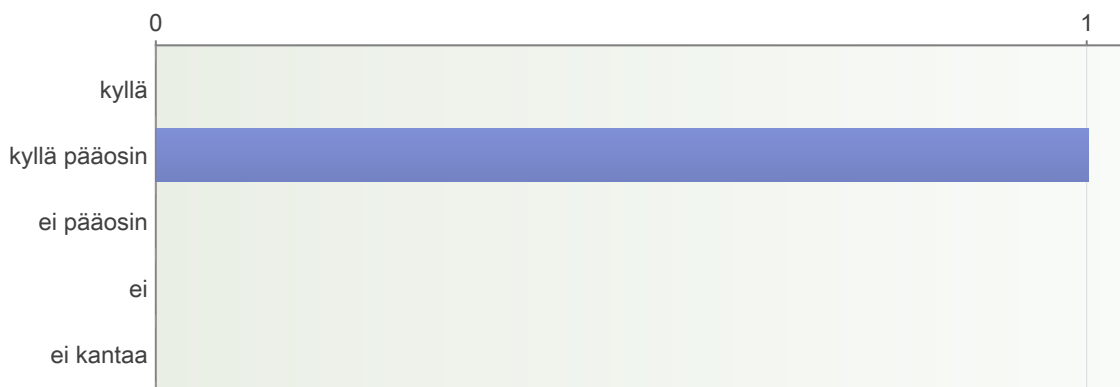 0 1
kyllä
kyllä pääosin
ei pääosin
ei
ei kantaa